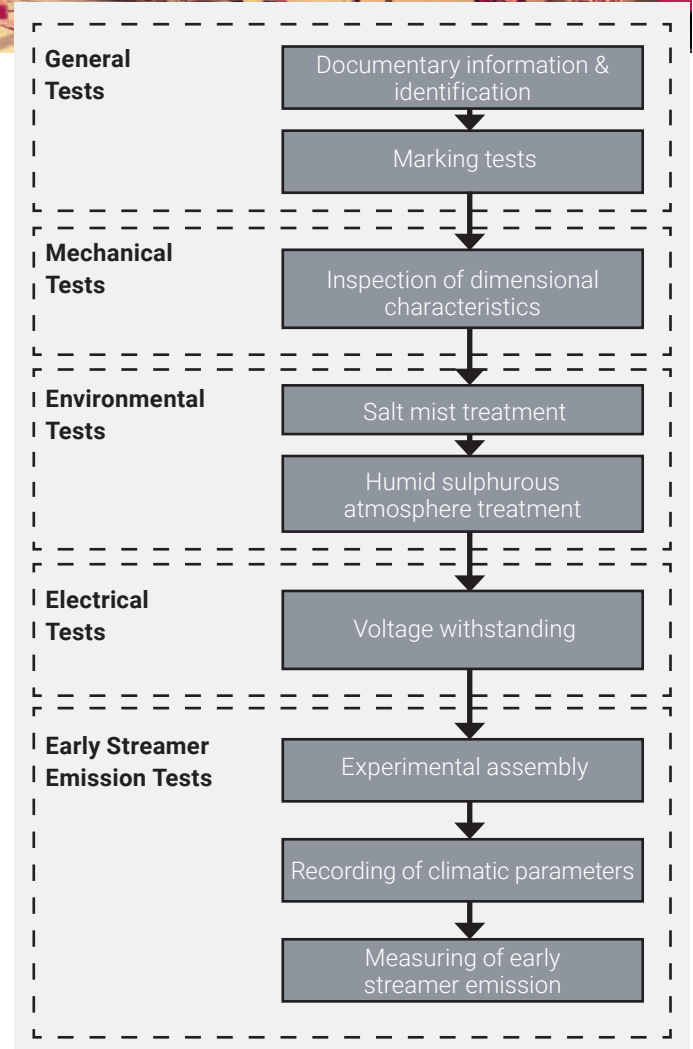 General
Tests
Documentary information &
identification
Marking tests
Mechanical
Tests
Inspection of dimensional
characteristics
Environmental
Tests
Salt mist treatment
Humid sulphurous
atmosphere treatment
Electrical
Tests
Voltage withstanding
Early Streamer
Emission Tests
Experimental assembly
Recording of climatic parameters
Measuring of early
streamer emission